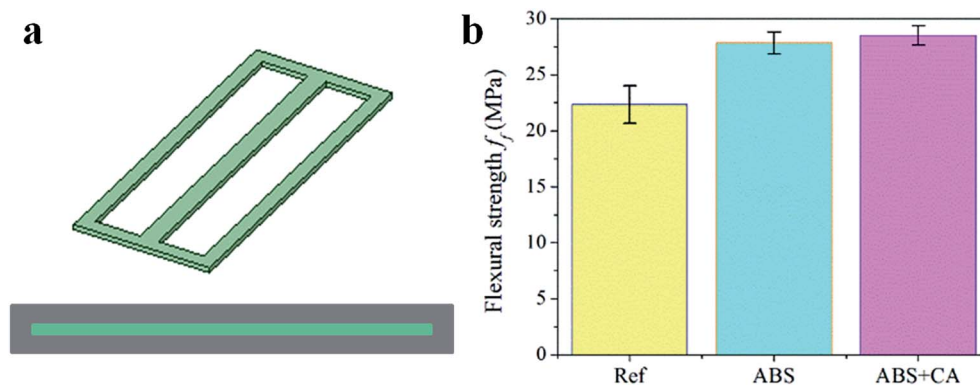 a
b
Flexural strength f_f (MPa)
30
25
20
15
10
5
0
Ref
ABS
ABS+CA